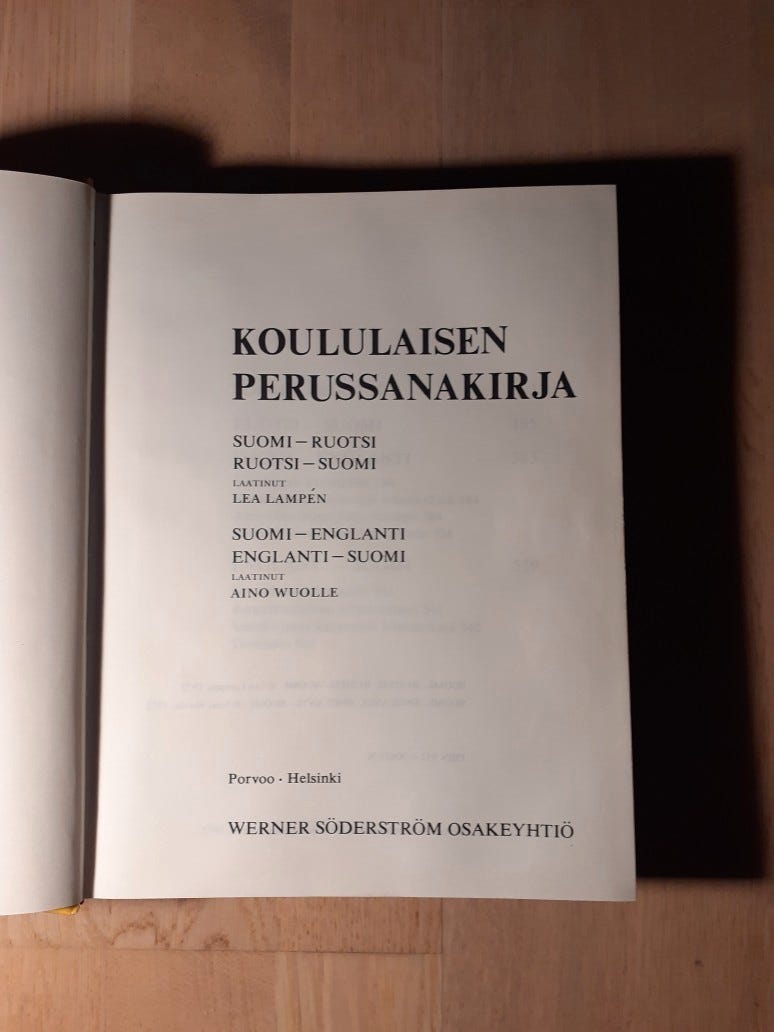 KOULULAISEN
PERUSSANAKIRJA
SUOMI – RUOTSI
RUOTSI – SUOMI
LAATINUT
LEA LAMPÉN
SUOMI – ENGLANTI
ENGLANTI – SUOMI
LAATINUT
AINO WUOLLE
Porvoo · Helsinki
WERNER SÖDERSTRÖM OSAKEYHTIÖ